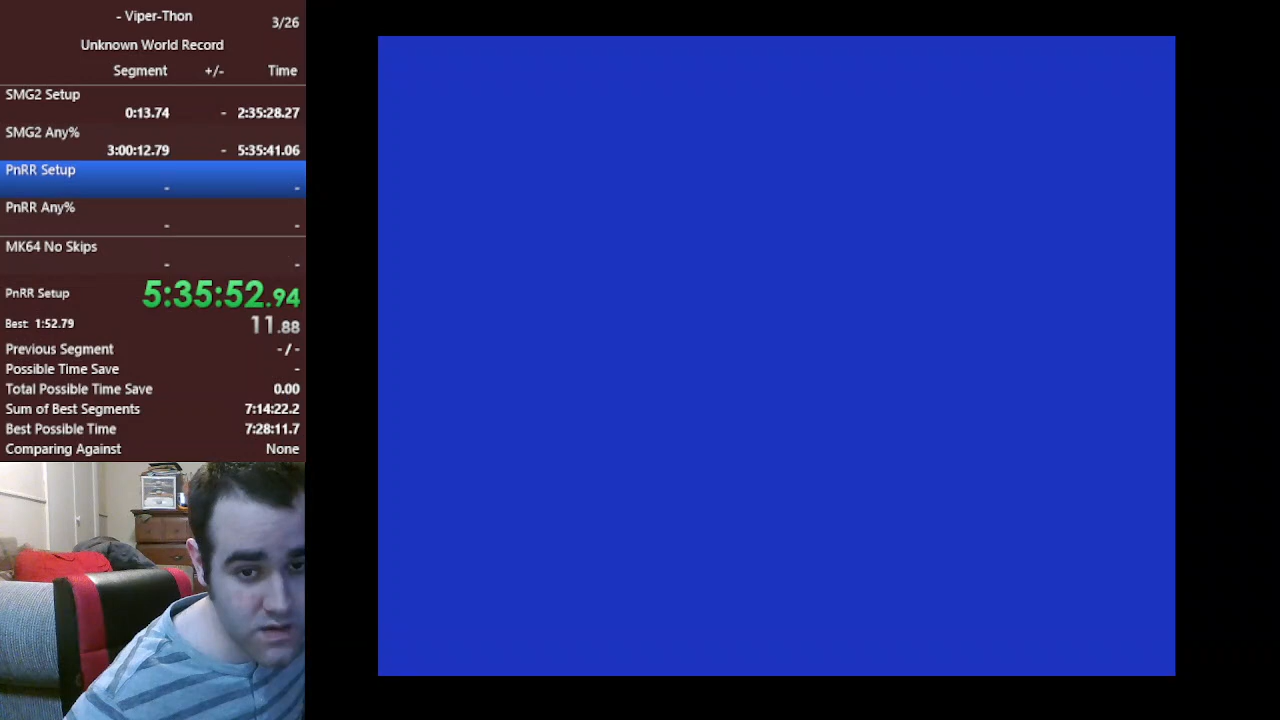 - Viper-Thon
3/26
Unknown World Record
Segment +/- Time
SMG2 Setup
0:13.74 - 2:35:28.27
SMG2 Any%
3:00:12.79 - 5:35:41.06
PnRR Setup
- -
PnRR Any%
- -
MK64 No Skips
- -
PnRR Setup 5:35:52.94
Best: 1:52.79 11.88
Previous Segment - / -
Possible Time Save -
Total Possible Time Save 0.00
Sum of Best Segments 7:14:22.2
Best Possible Time 7:28:11.7
Comparing Against None